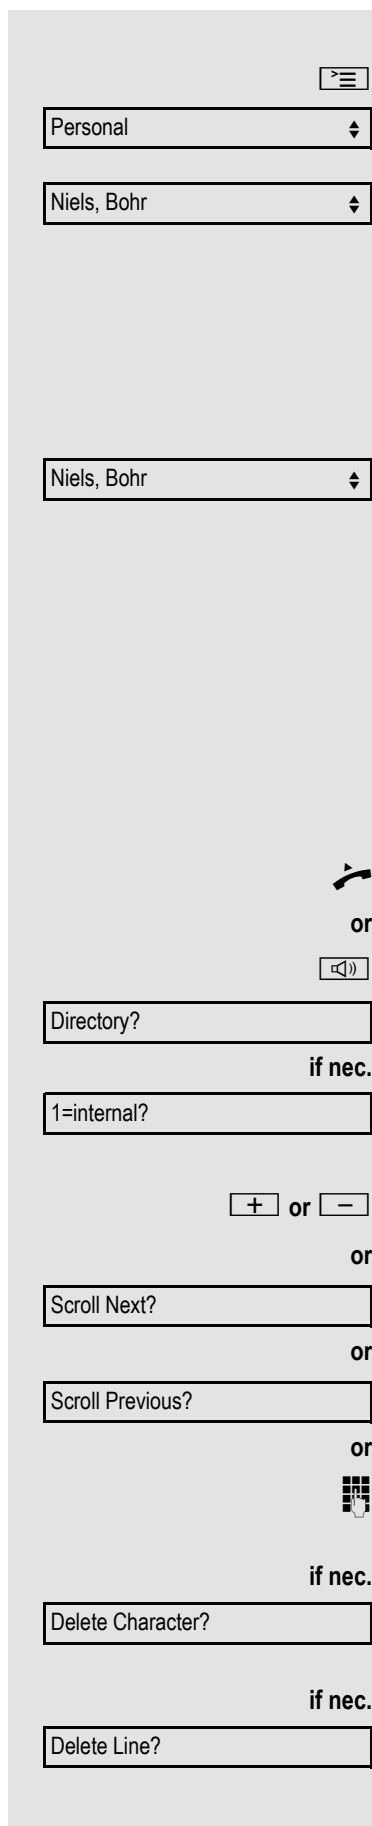 Personal
Niels, Bohr
Niels, Bohr
or
Directory?
if nec.
1=internal?
+ or −
or
Scroll Next?
or
Scroll Previous?
or
if nec.
Delete Character?
if nec.
Delete Line?